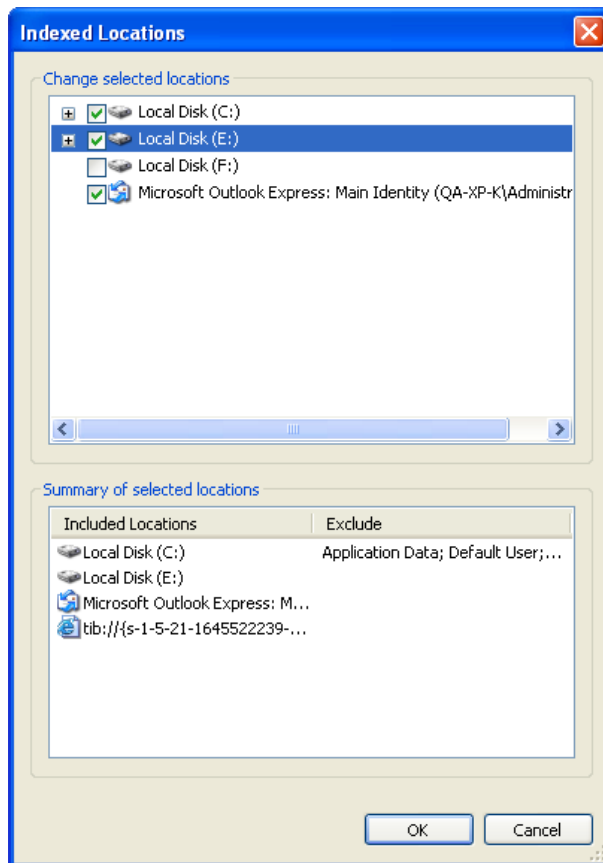 Indexed Locations
Change selected locations
Local Disk (C:)
Local Disk (E:)
Local Disk (F:)
Microsoft Outlook Express: Main Identity (QA-XP-K\Administr
Summary of selected locations
Included Locations Exclude
Local Disk (C:) Application Data; Default User;...
Local Disk (E:)
Microsoft Outlook Express: M...
tib://{s-1-5-21-1645522239-...
OK Cancel